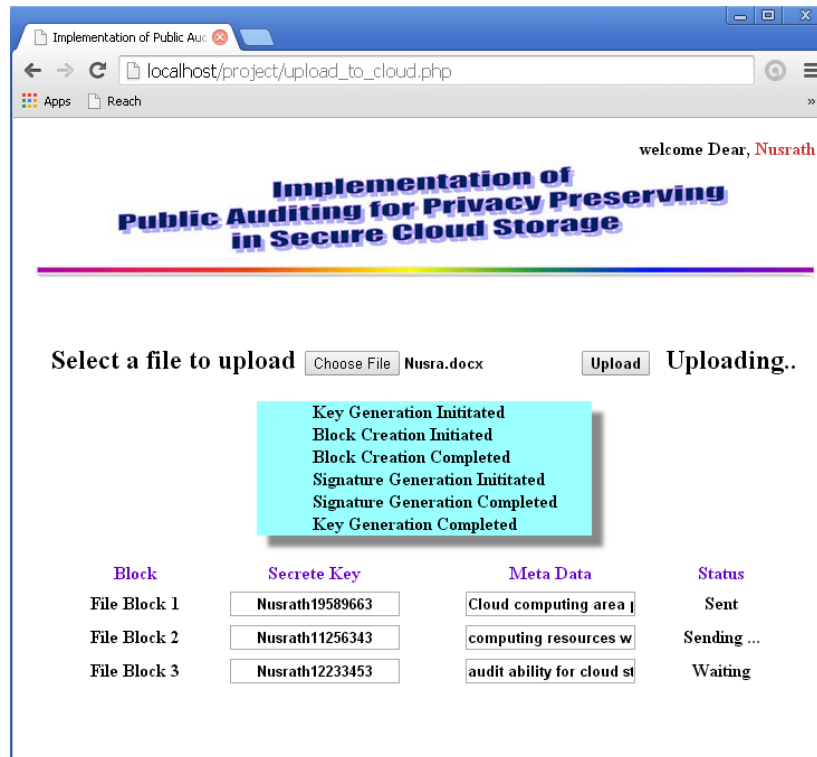 Implementation of Public Auc
localhost/project/upload_to_cloud.php
Apps Reach »
welcome Dear, Nusrath
Implementation of
Public Auditing for Privacy Preserving
in Secure Cloud Storage
Select a file to upload Choose File Nusra.docx Upload Uploading..
Key Generation Inititated
Block Creation Initiated
Block Creation Completed
Signature Generation Inititated
Signature Generation Completed
Key Generation Completed
Block Secrete Key Meta Data Status
File Block 1 Nusrath19589663 Cloud computing area p Sent
File Block 2 Nusrath11256343 computing resources w Sending ...
File Block 3 Nusrath12233453 audit ability for cloud st Waiting